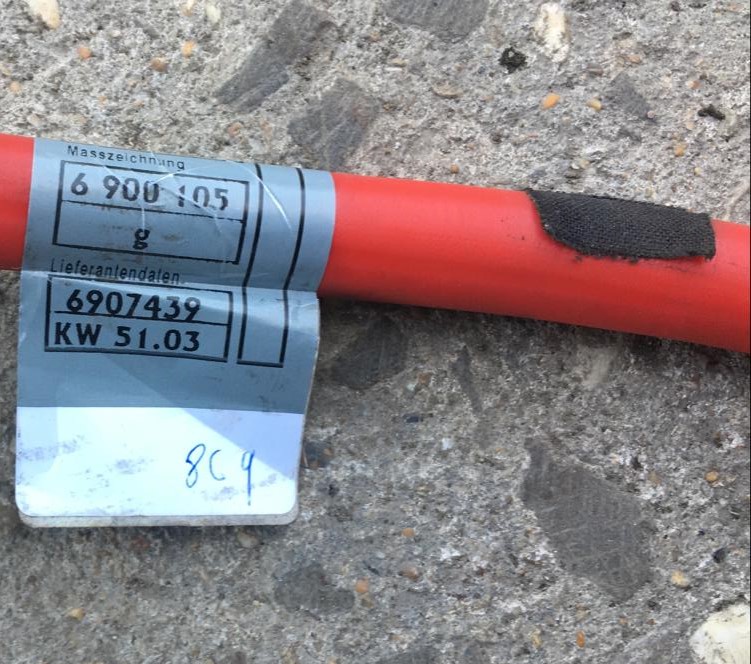 Masszeichnung
6 900 105
g
Lieferantendaten
6907439
KW 51.03
8C9